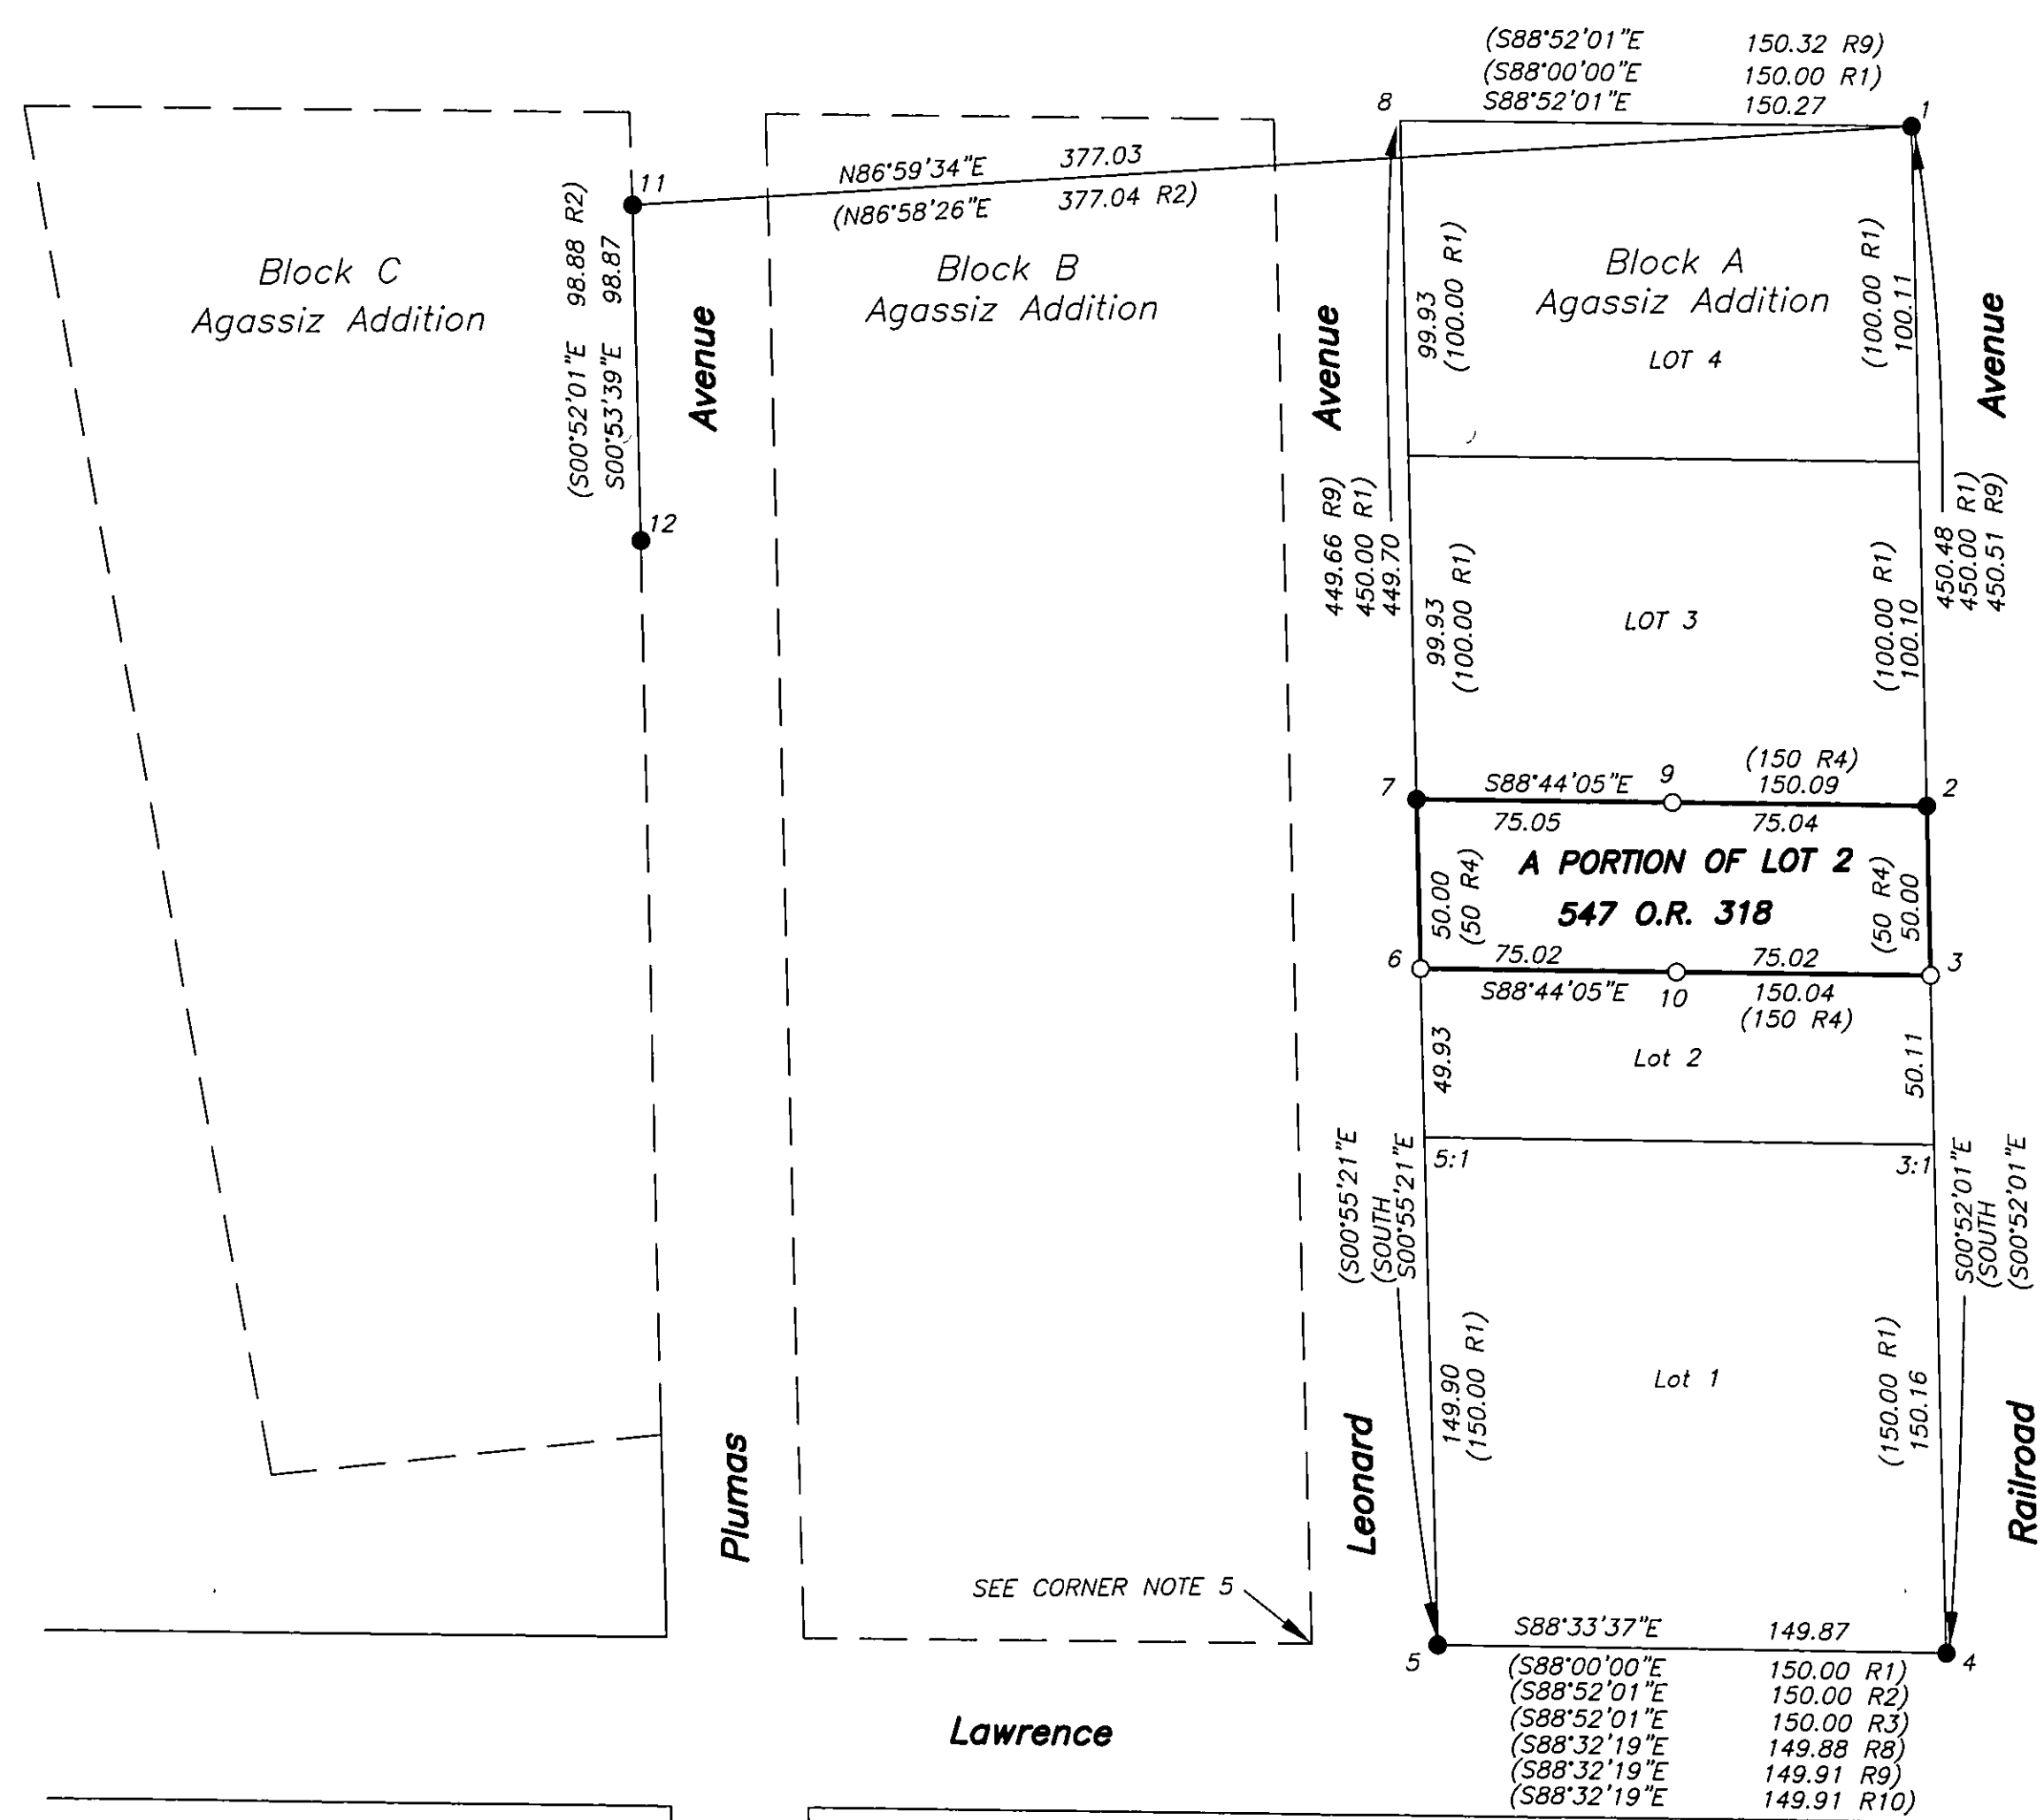 (S88°52'01"E 150.32 R9)
(S88°00'00"E 150.00 R1)
8 S88°52'01"E 150.27 1
N86°59'34"E 377.03
(N86°58'26"E 377.04 R2)
11
(S00°52'01"E 98.88 R2)
S00°53'39"E 98.87
12
Block C
Agassiz Addition
Block B
Agassiz Addition
Block A
Agassiz Addition
LOT 4
Avenue
Avenue
Avenue
99.93
(100.00 R1)
(100.00 R1)
100.11
449.66 R9)
450.00 R1)
449.70
450.48
450.00 R1)
450.51 R9)
99.93
(100.00 R1)
LOT 3
(100.00 R1)
100.10
(150 R4)
7 S88°44'05"E 9 150.09 2
75.05 75.04
50.00
(50 R4)
A PORTION OF LOT 2
547 O.R. 318
(50 R4)
50.00
6 75.02 75.02 3
S88°44'05"E 10 150.04
(150 R4)
49.93
Lot 2
50.11
5:1 3:1
(S00°55'21"E
(SOUTH
S00°55'21"E
S00°52'01"E
(SOUTH
(S00°52'01"E
149.90
(150.00 R1)
Lot 1
(150.00 R1)
150.16
Plumas
Leonard
Railroad
SEE CORNER NOTE 5
S88°33'37"E 149.87
5 4
(S88°00'00"E 150.00 R1)
(S88°52'01"E 150.00 R2)
(S88°52'01"E 150.00 R3)
(S88°32'19"E 149.88 R8)
(S88°32'19"E 149.91 R9)
(S88°32'19"E 149.91 R10)
Lawrence